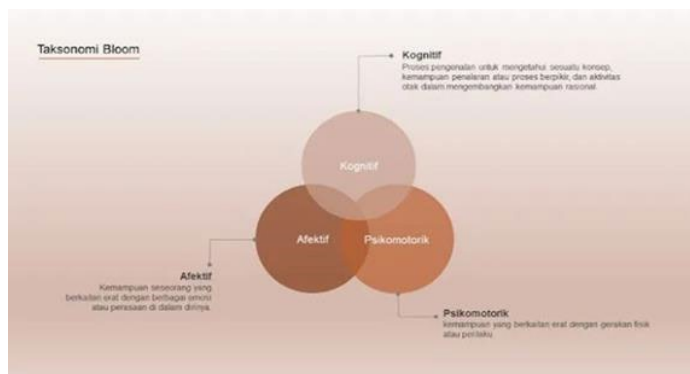 Taksonomi Bloom
Kognitif
Proses pengenalan untuk mengetahui sesuatu konsep,
kemampuan penalaran atau proses berpikir, dan aktivitas
otak dalam mengembangkan kemampuan rasional.
Kognitif
Afektif
Psikomotorik
Afektif
Kemampuan seseorang yang
berkaitan erat dengan berbagai emosi
atau perasaan di dalam dirinya.
Psikomotorik
kemampuan yang berkaitan erat dengan gerakan fisik
atau perilaku